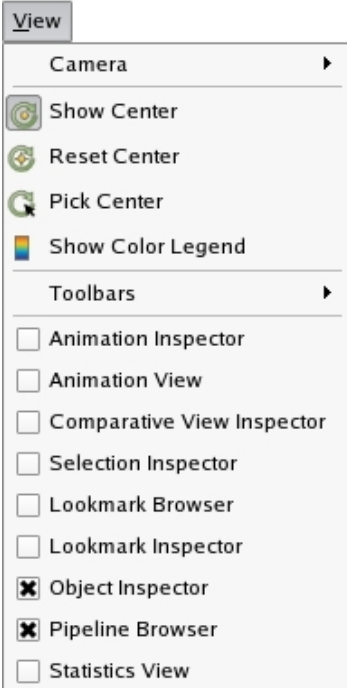 View
Camera
Show Center
Reset Center
Pick Center
Show Color Legend
Toolbars
Animation Inspector
Animation View
Comparative View Inspector
Selection Inspector
Lookmark Browser
Lookmark Inspector
Object Inspector
Pipeline Browser
Statistics View